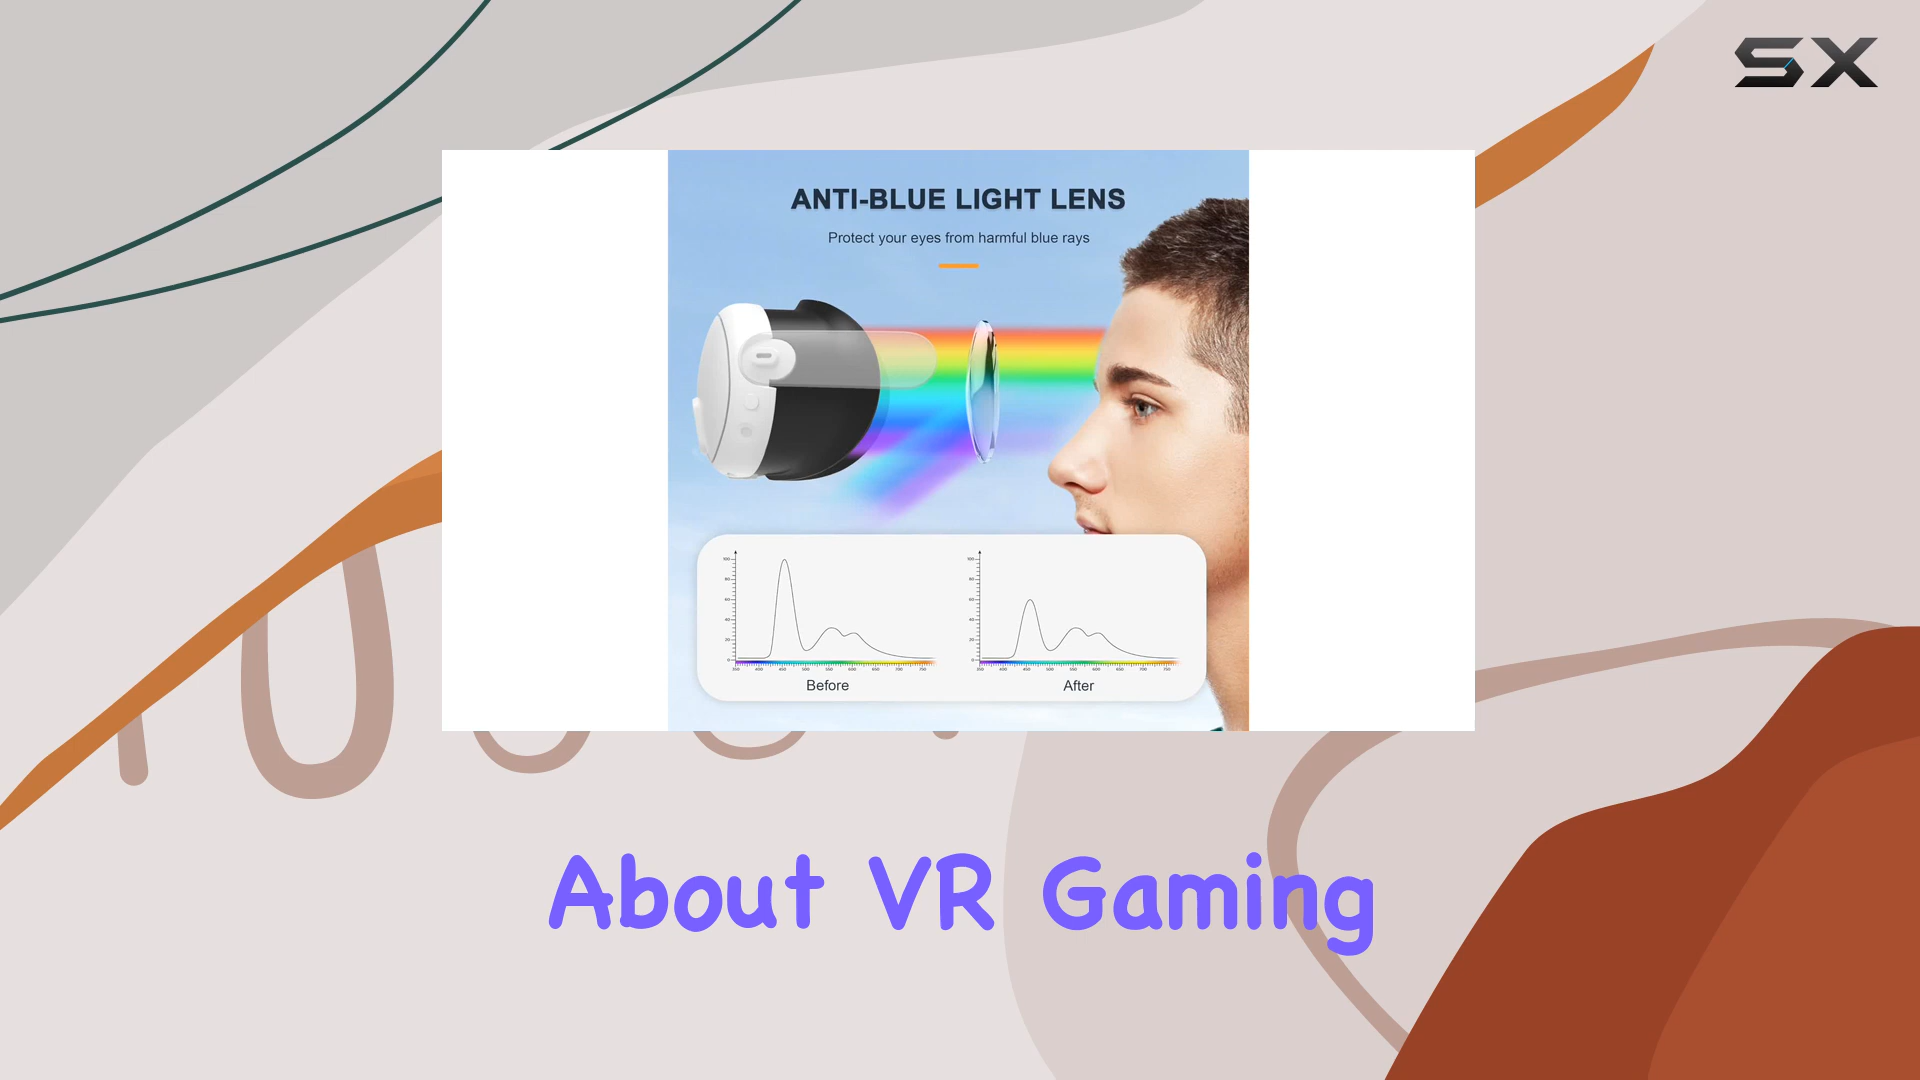 SX
ANTI-BLUE LIGHT LENS
Protect your eyes from harmful blue rays
Before
After
About VR Gaming